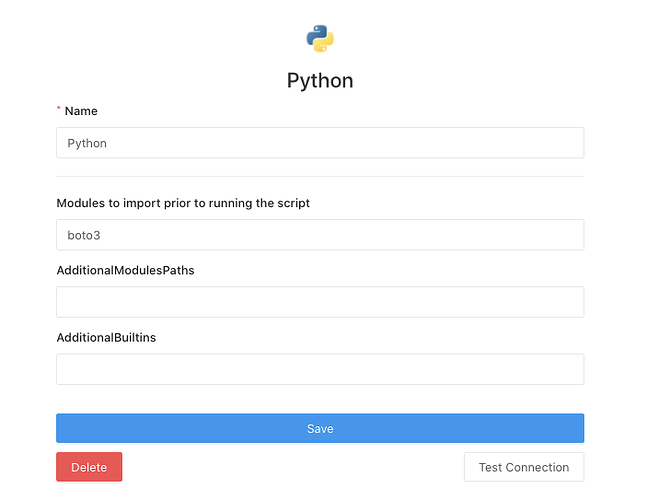 Python
* Name
Python
Modules to import prior to running the script
boto3
AdditionalModulesPaths
AdditionalBuiltins
Save
Delete
Test Connection